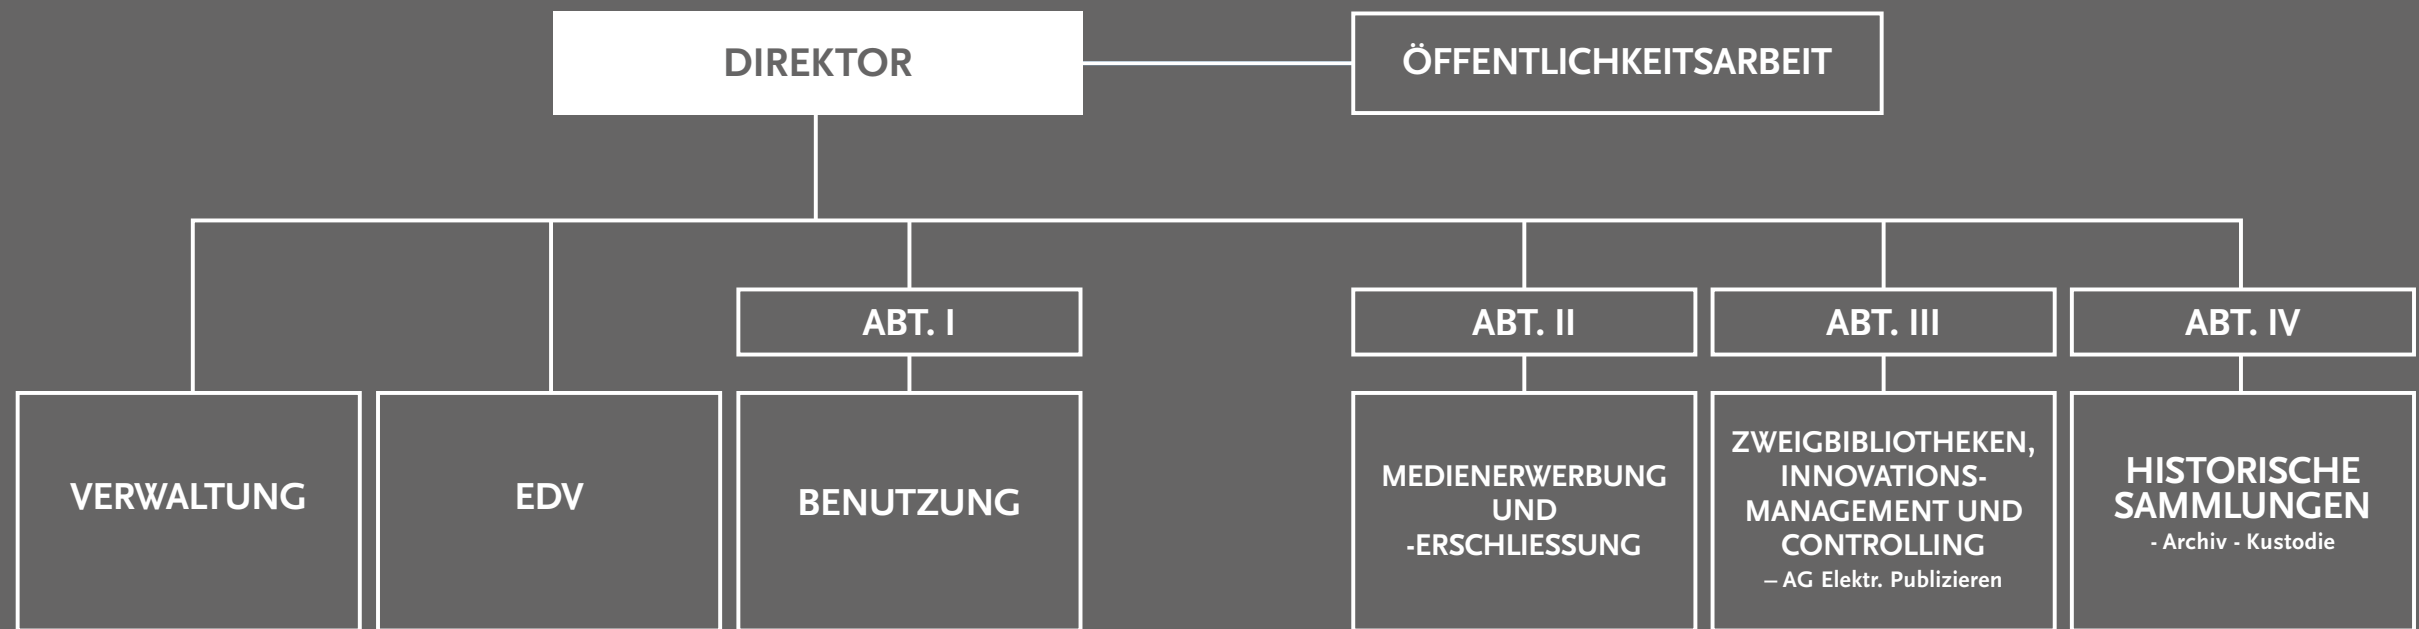 DIREKTOR
ÖFFENTLICHKEITSARBEIT
ABT. I
ABT. II
ABT. III
ABT. IV
VERWALTUNG
EDV
BENUTZUNG
MEDIENERWERBUNG
UND
-ERSCHLIESSUNG
ZWEIGBIBLIOTHEKEN,
INNOVATIONS-
MANAGEMENT UND
CONTROLLING
– AG Elektr. Publizieren
HISTORISCHE
SAMMLUNGEN
- Archiv - Kustodie